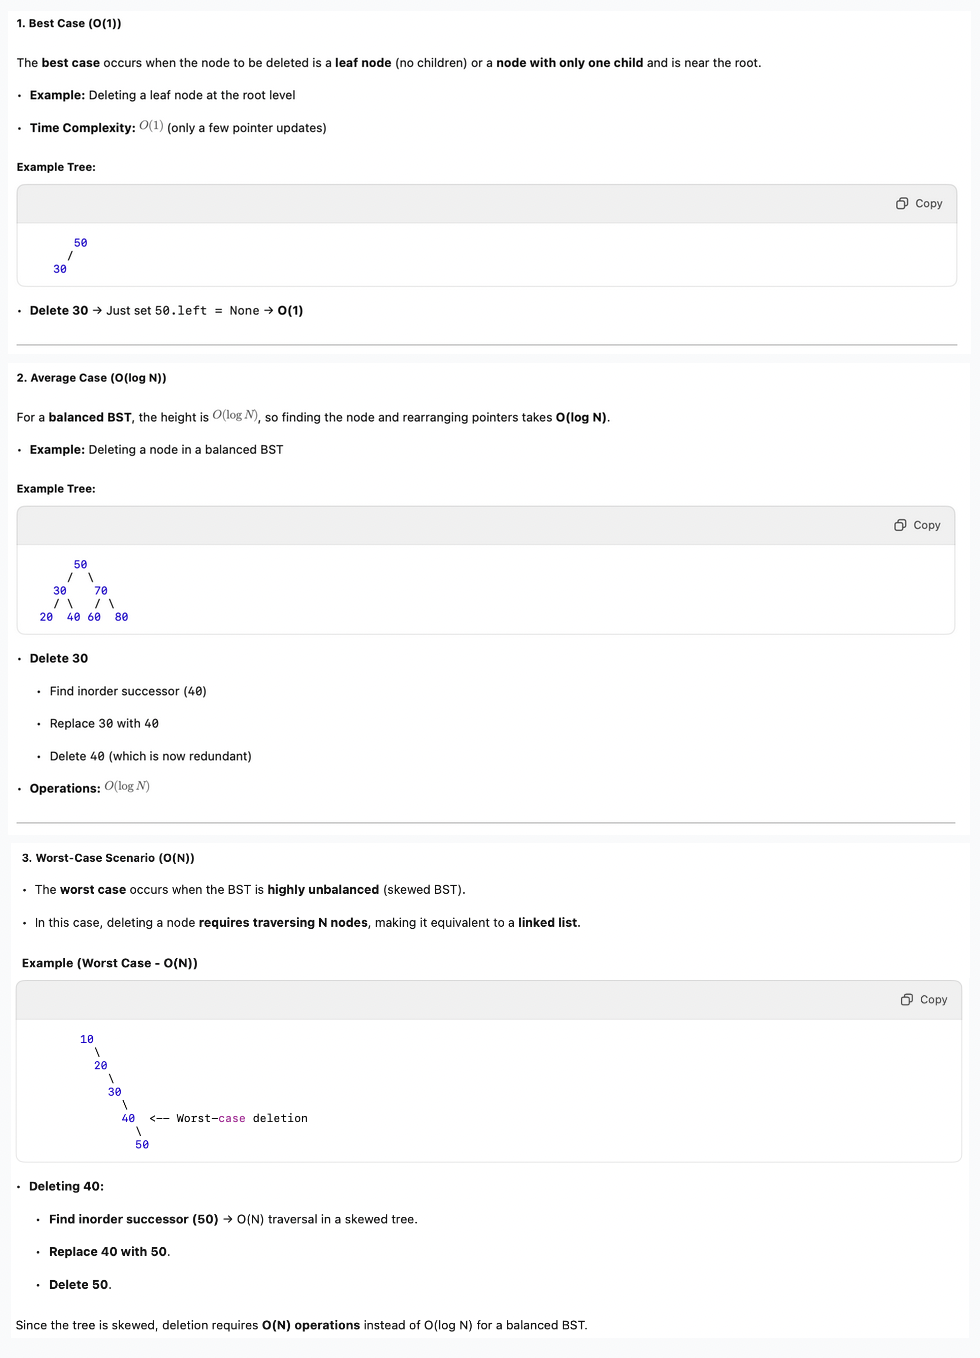 1. Best Case (O(1))
The best case occurs when the node to be deleted is a leaf node (no children) or a node with only one child and is near the root.
• Example: Deleting a leaf node at the root level
• Time Complexity: O(1) (only a few pointer updates)
Example Tree:
Copy
50
/
30
• Delete 30 → Just set 50.left = None → O(1)
2. Average Case (O(log N))
For a balanced BST, the height is O(log N), so finding the node and rearranging pointers takes O(log N).
• Example: Deleting a node in a balanced BST
Example Tree:
Copy
50
/ \
30 70
/ \ / \
20 40 60 80
• Delete 30
• Find inorder successor (40)
• Replace 30 with 40
• Delete 40 (which is now redundant)
• Operations: O(log N)
3. Worst-Case Scenario (O(N))
• The worst case occurs when the BST is highly unbalanced (skewed BST).
• In this case, deleting a node requires traversing N nodes, making it equivalent to a linked list.
Example (Worst Case - O(N))
Copy
10
\
20
\
30
\
40 <-- Worst-case deletion
\
50
• Deleting 40:
• Find inorder successor (50) → O(N) traversal in a skewed tree.
• Replace 40 with 50.
• Delete 50.
Since the tree is skewed, deletion requires O(N) operations instead of O(log N) for a balanced BST.